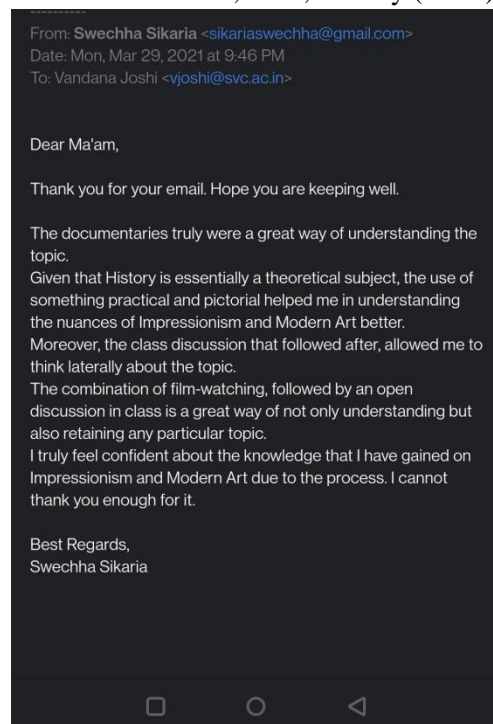 ----------
From: Swechha Sikaria <sikariaswechha@gmail.com>
Date: Mon, Mar 29, 2021 at 9:46 PM
To: Vandana Joshi <vjoshi@svc.ac.in>
Dear Ma'am,
Thank you for your email. Hope you are keeping well.
The documentaries truly were a great way of understanding the
topic.
Given that History is essentially a theoretical subject, the use of
something practical and pictorial helped me in understanding
the nuances of Impressionism and Modern Art better.
Moreover, the class discussion that followed after, allowed me to
think laterally about the topic.
The combination of film-watching, followed by an open
discussion in class is a great way of not only understanding but
also retaining any particular topic.
I truly feel confident about the knowledge that I have gained on
Impressionism and Modern Art due to the process. I cannot
thank you enough for it.
Best Regards,
Swechha Sikaria